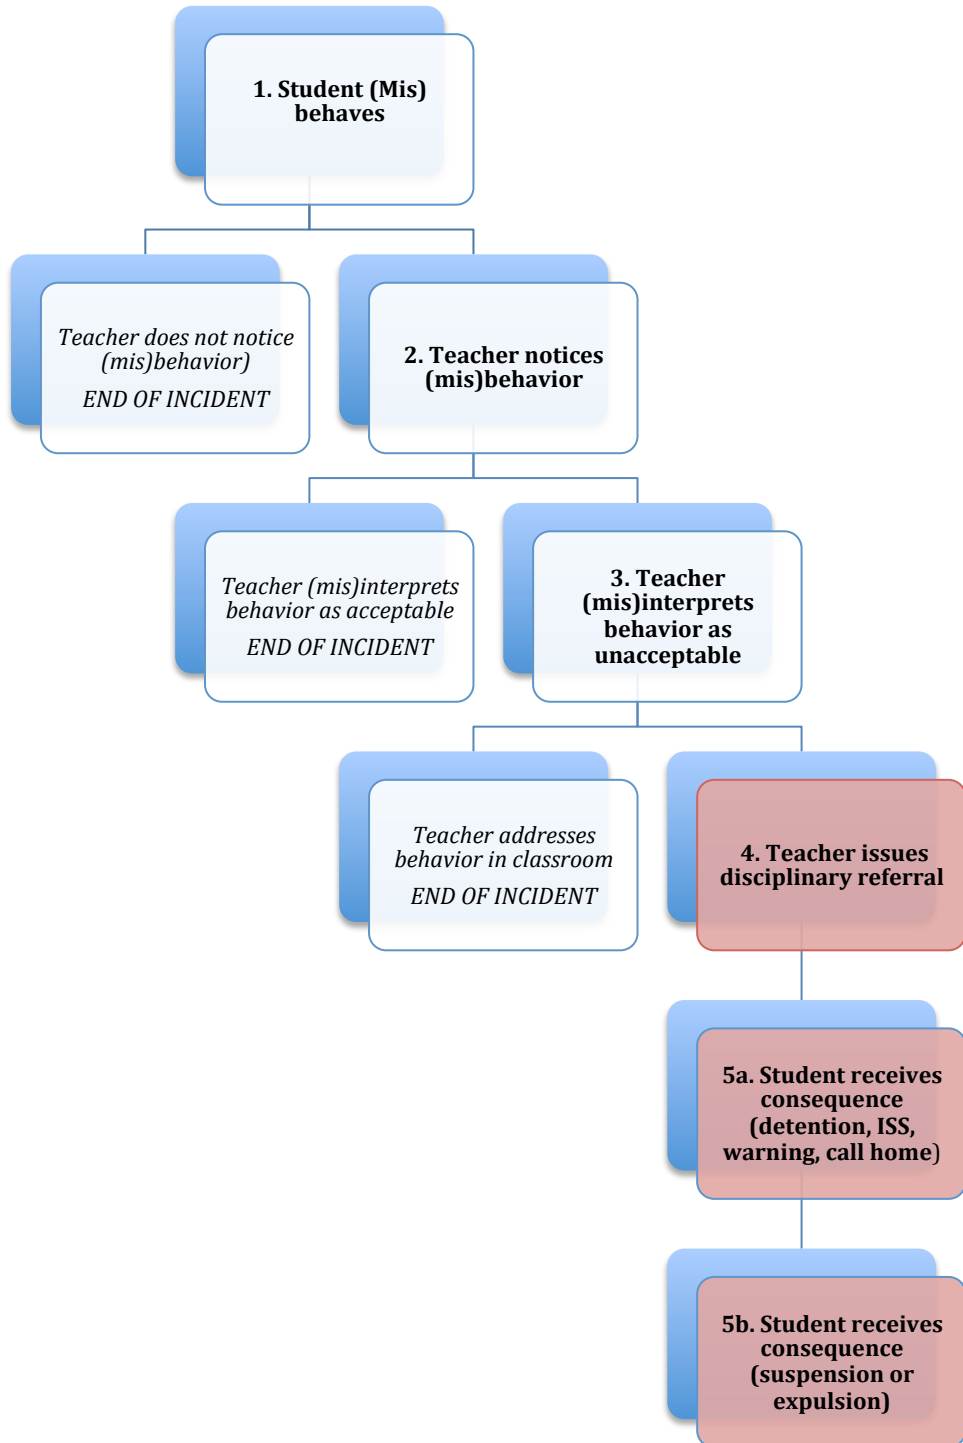 1. Student (Mis)
behaves
Teacher does not notice
(mis)behavior)
END OF INCIDENT
2. Teacher notices
(mis)behavior
Teacher (mis)interprets
behavior as acceptable
END OF INCIDENT
3. Teacher
(mis)interprets
behavior as
unacceptable
Teacher addresses
behavior in classroom
END OF INCIDENT
4. Teacher issues
disciplinary referral
5a. Student receives
consequence
(detention, ISS,
warning, call home)
5b. Student receives
consequence
(suspension or
expulsion)